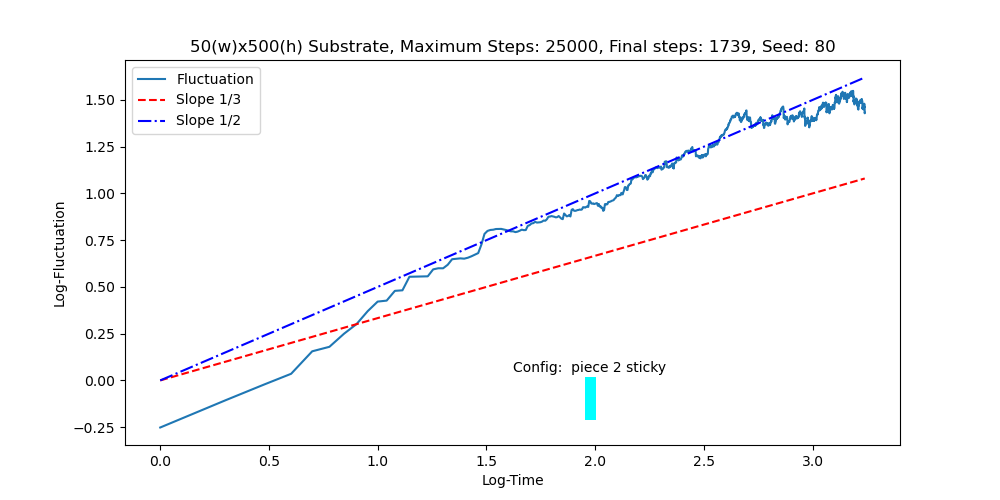 50(w)x500(h) Substrate, Maximum Steps: 25000, Final steps: 1739, Seed: 80
Fluctuation
Slope 1/3
Slope 1/2
Log-Fluctuation
1.50
1.25
1.00
0.75
0.50
0.25
0.00
−0.25
Config:  piece 2 sticky
0.0 0.5 1.0 1.5 2.0 2.5 3.0
Log-Time